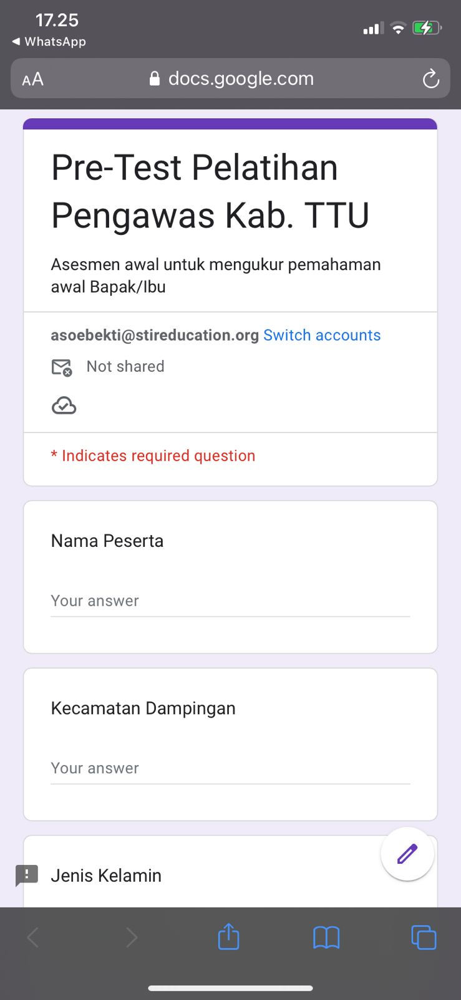 17.25
◀ WhatsApp
AA docs.google.com
Pre-Test Pelatihan
Pengawas Kab. TTU
Asesmen awal untuk mengukur pemahaman
awal Bapak/Ibu
asoebekti@stireducation.org Switch accounts
Not shared
* Indicates required question
Nama Peserta
Your answer
Kecamatan Dampingan
Your answer
Jenis Kelamin